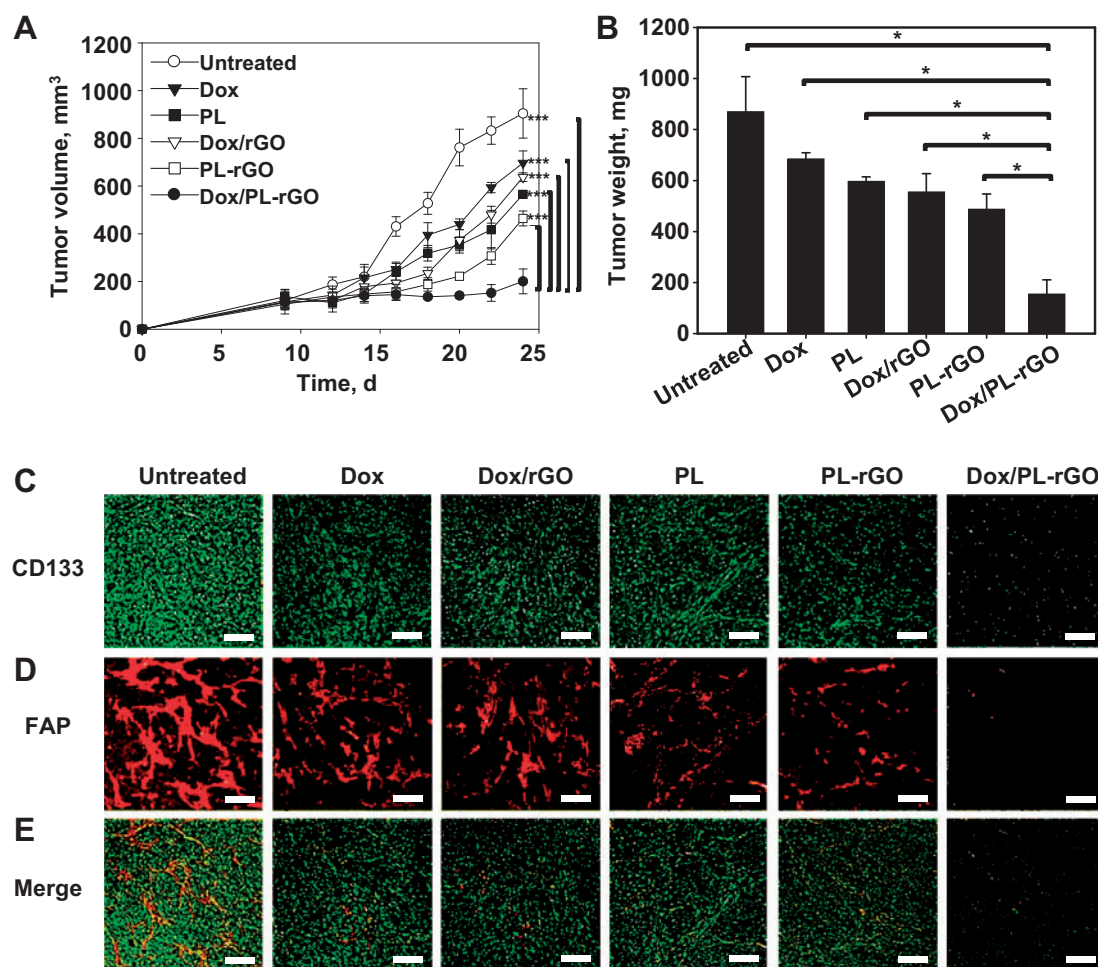 A
Tumor volume, mm³
1200
1000
800
600
400
200
0
Untreated
Dox
PL
Dox/rGO
PL-rGO
Dox/PL-rGO
***
***
***
***
***
0
5
10
15
20
25
Time, d
B
Tumor weight, mg
1200
1000
800
600
400
200
0
*
*
*
*
*
Untreated
Dox
PL
Dox/rGO
PL-rGO
Dox/PL-rGO
C
Untreated
Dox
Dox/rGO
PL
PL-rGO
Dox/PL-rGO
CD133
D
FAP
E
Merge